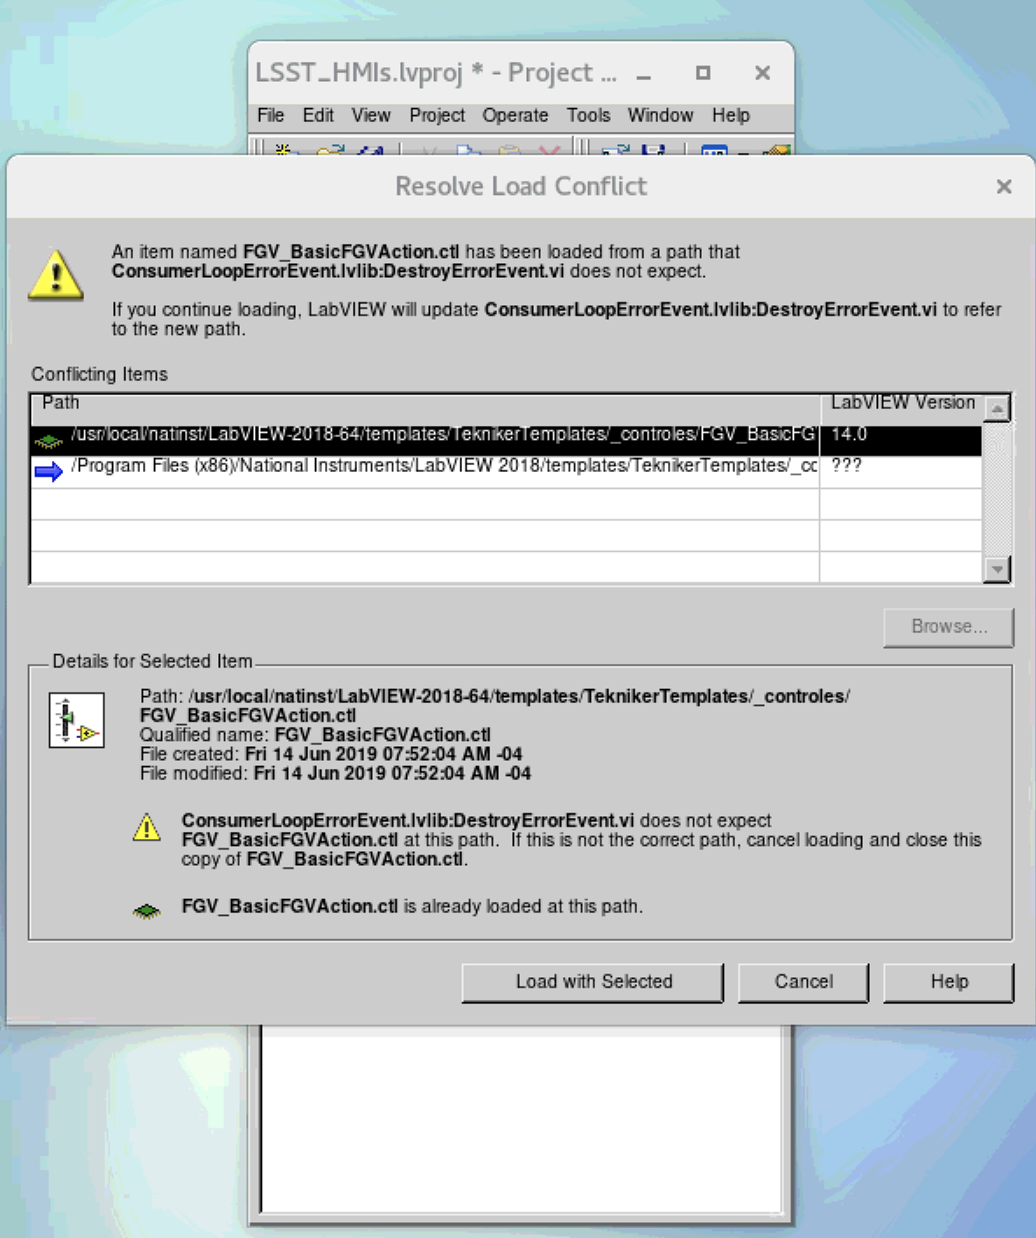 LSST_HMIs.lvproj * - Project ...
File Edit View Project Operate Tools Window Help
Resolve Load Conflict
An item named FGV_BasicFGVAction.ctl has been loaded from a path that
ConsumerLoopErrorEvent.lvlib:DestroyErrorEvent.vi does not expect.
If you continue loading, LabVIEW will update ConsumerLoopErrorEvent.lvlib:DestroyErrorEvent.vi to refer
to the new path.
Conflicting Items
Path LabVIEW Version
/usr/local/natinst/LabVIEW-2018-64/templates/TeknikerTemplates/_controles/FGV_BasicFG 14.0
/Program Files (x86)/National Instruments/LabVIEW 2018/templates/TeknikerTemplates/_cc ???
Browse...
Details for Selected Item
Path: /usr/local/natinst/LabVIEW-2018-64/templates/TeknikerTemplates/_controles/
FGV_BasicFGVAction.ctl
Qualified name: FGV_BasicFGVAction.ctl
File created: Fri 14 Jun 2019 07:52:04 AM -04
File modified: Fri 14 Jun 2019 07:52:04 AM -04
ConsumerLoopErrorEvent.lvlib:DestroyErrorEvent.vi does not expect
FGV_BasicFGVAction.ctl at this path. If this is not the correct path, cancel loading and close this
copy of FGV_BasicFGVAction.ctl.
FGV_BasicFGVAction.ctl is already loaded at this path.
Load with Selected Cancel Help